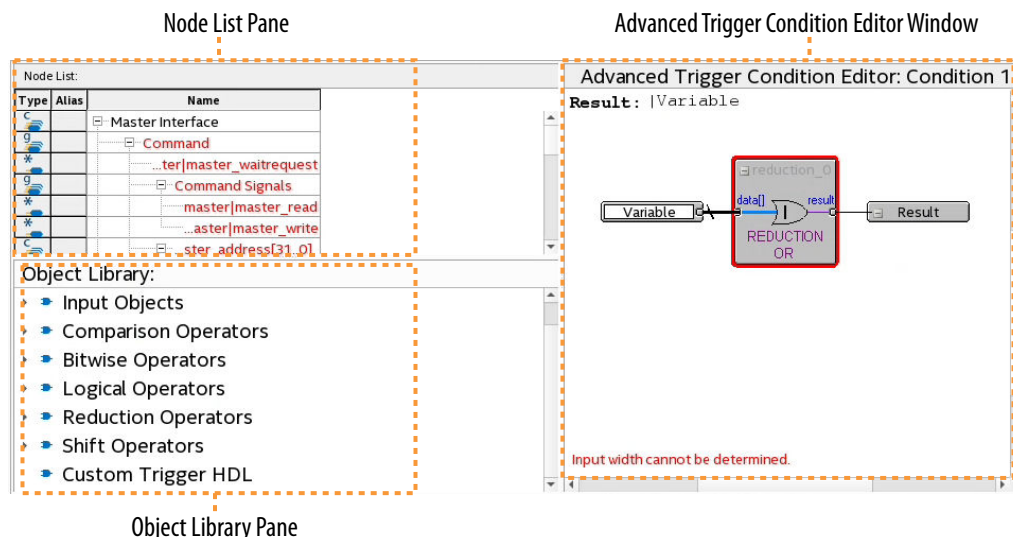 Node List Pane
Advanced Trigger Condition Editor Window
Node List:
Type Alias Name
C
Master Interface
g
Command
*
...ter|master_waitrequest
g
Command Signals
*
master|master_read
*
...aster|master_write
C
...ster_address[31..0]
Object Library:
Input Objects
Comparison Operators
Bitwise Operators
Logical Operators
Reduction Operators
Shift Operators
Custom Trigger HDL
Object Library Pane
Advanced Trigger Condition Editor: Condition 1
Result: |Variable
reduction_0
Variable
data[] result
REDUCTION
OR
Result
Input width cannot be determined.